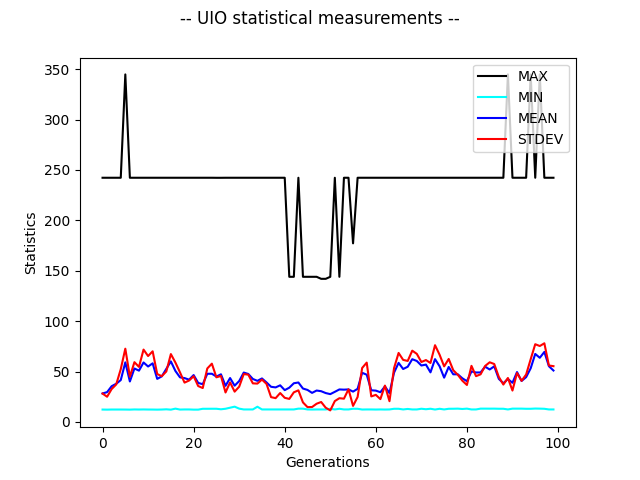 -- UIO statistical measurements --
350
300
250
200
150
100
50
0
Statistics
MAX
MIN
MEAN
STDEV
0
20
40
60
80
100
Generations